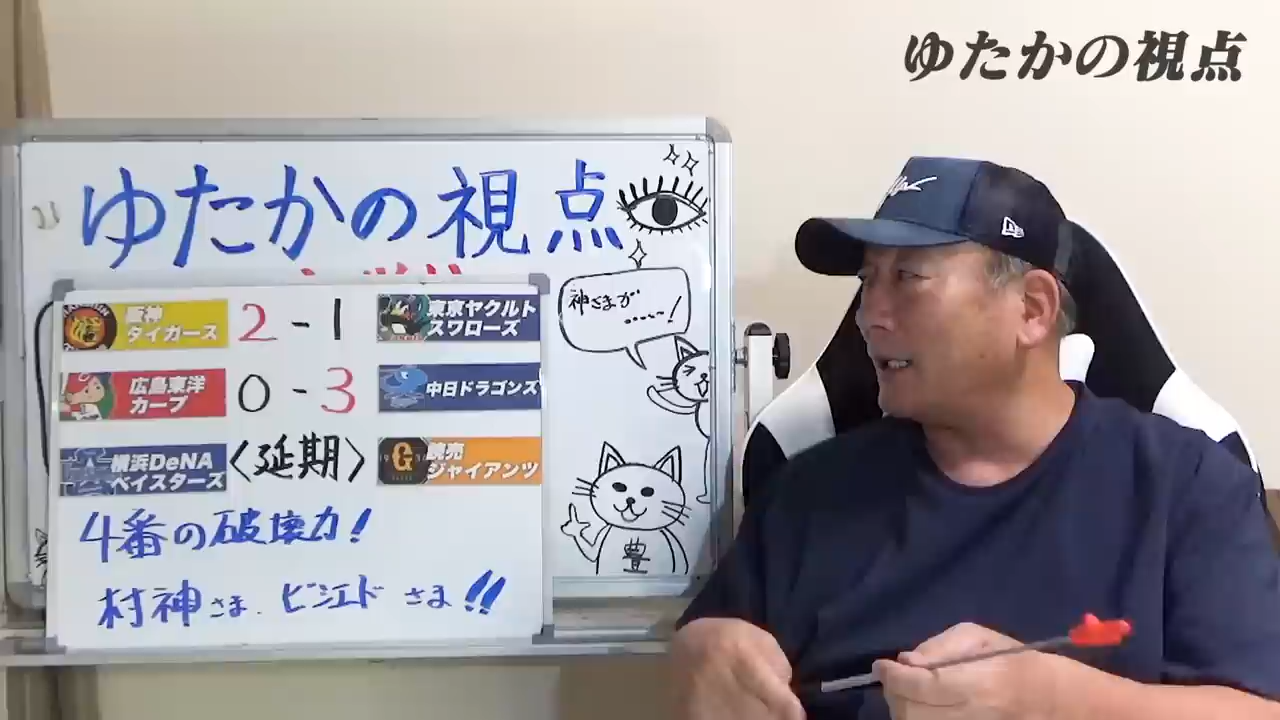 ゆたかの視点
ゆたかの視点
神さまが
.....!
阪神
タイガース
2 - 1
東京ヤクルト
スワローズ
広島東洋
カープ
0 - 3
中日ドラゴンズ
横浜DeNA
ベイスターズ
〈延期〉
G
読売
ジャイアンツ
4番の破壊力!
村神さま、ビシエドさま!!
豊